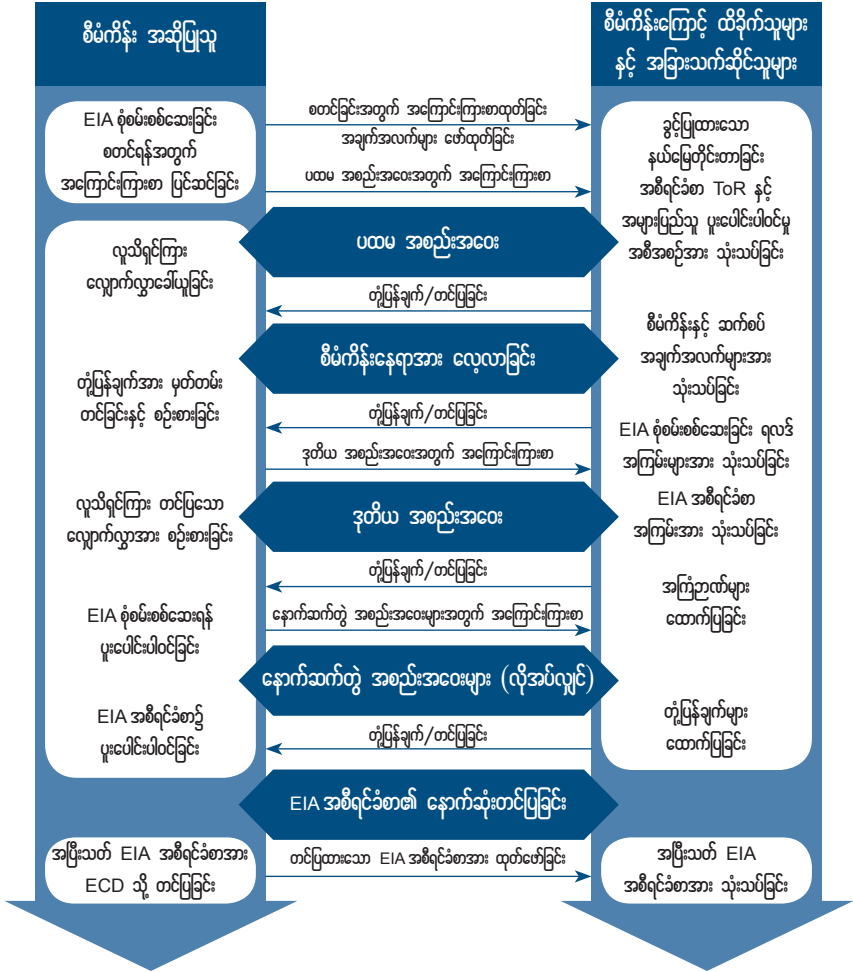 စီမံကိန်း အဆိုပြုသူ
စီမံကိန်းကြောင့် ထိခိုက်သူများ
နှင့် အခြားသက်ဆိုင်သူများ
EIA စုံစမ်းစစ်ဆေးခြင်း
စတင်ရန်အတွက်
အကြောင်းကြားစာ ပြင်ဆင်ခြင်း
စတင်ခြင်းအတွက် အကြောင်းကြားစာထုတ်ခြင်း
အချက်အလက်များ ဖော်ထုတ်ခြင်း
ပထမ အစည်းအဝေးအတွက် အကြောင်းကြားစာ
ခွင့်ပြုထားသော
နယ်မြေတိုင်းတာခြင်း
အစီရင်ခံစာ ToR နှင့်
အများပြည်သူ ပူးပေါင်းပါဝင်မှု
အစီအစဉ်အား သုံးသပ်ခြင်း
ပထမ အစည်းအဝေး
လူသိရှင်ကြား
လျှောက်လွှာခေါ်ယူခြင်း
တုံ့ပြန်ချက်/တင်ပြခြင်း
စီမံကိန်းနေရာအား လေ့လာခြင်း
စီမံကိန်းနှင့် ဆက်စပ်
အချက်အလက်များအား
သုံးသပ်ခြင်း
တုံ့ပြန်ချက်အား မှတ်တမ်း
တင်ခြင်းနှင့် စဉ်းစားခြင်း
တုံ့ပြန်ချက်/တင်ပြခြင်း
ဒုတိယ အစည်းအဝေးအတွက် အကြောင်းကြားစာ
EIA စုံစမ်းစစ်ဆေးခြင်း ရလဒ်
အကြမ်းများအား သုံးသပ်ခြင်း
လူသိရှင်ကြား တင်ပြသော
လျှောက်လွှာအား စဉ်းစားခြင်း
ဒုတိယ အစည်းအဝေး
EIA အစီရင်ခံစာ
အကြမ်းအား သုံးသပ်ခြင်း
တုံ့ပြန်ချက်/တင်ပြခြင်း
နောက်ဆက်တွဲ အစည်းအဝေးများအတွက် အကြောင်းကြားစာ
အကြံဉာဏ်များ
ထောက်ပြခြင်း
EIA စုံစမ်းစစ်ဆေးရန်
ပူးပေါင်းပါဝင်ခြင်း
နောက်ဆက်တွဲ အစည်းအဝေးများ (လိုအပ်လျှင်)
EIA အစီရင်ခံစာ၌
ပူးပေါင်းပါဝင်ခြင်း
တုံ့ပြန်ချက်/တင်ပြခြင်း
တုံ့ပြန်ချက်များ
ထောက်ပြခြင်း
EIA အစီရင်ခံစာ၏ နောက်ဆုံးတင်ပြခြင်း
အပြီးသတ် EIA အစီရင်ခံစာအား
ECD သို့ တင်ပြခြင်း
တင်ပြထားသော EIA အစီရင်ခံစာအား ထုတ်ဖော်ခြင်း
အပြီးသတ် EIA
အစီရင်ခံစာအား သုံးသပ်ခြင်း